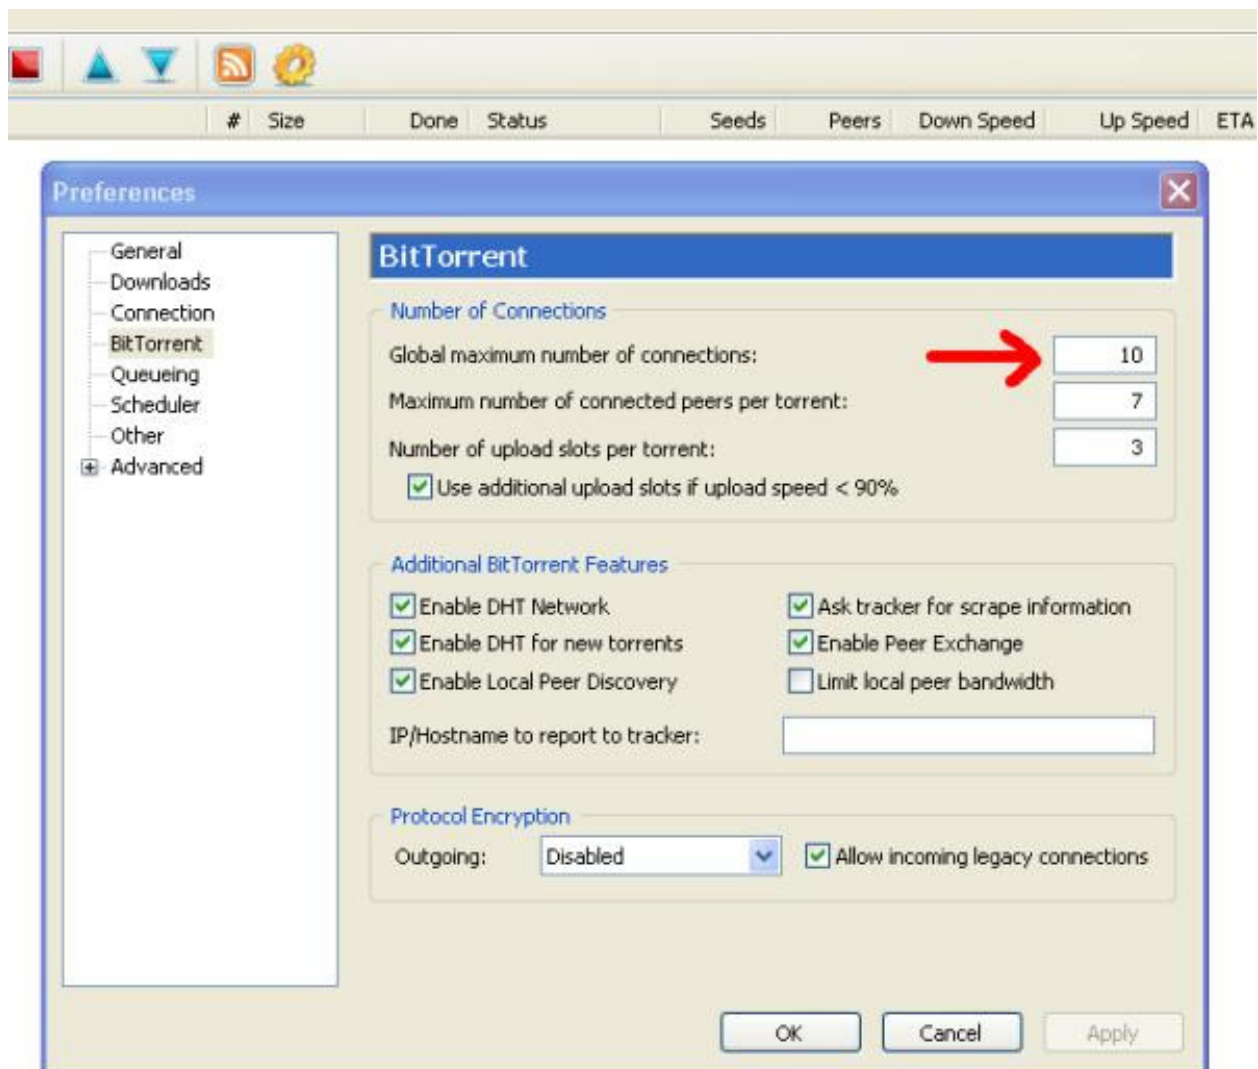 # Size Done Status Seeds Peers Down Speed Up Speed ETA
Preferences
General
Downloads
Connection
BitTorrent
Queueing
Scheduler
Other
Advanced
BitTorrent
Number of Connections
Global maximum number of connections: 10
Maximum number of connected peers per torrent: 7
Number of upload slots per torrent: 3
Use additional upload slots if upload speed < 90%
Additional BitTorrent Features
Enable DHT Network Ask tracker for scrape information
Enable DHT for new torrents Enable Peer Exchange
Enable Local Peer Discovery Limit local peer bandwidth
IP/Hostname to report to tracker:
Protocol Encryption
Outgoing: Disabled Allow incoming legacy connections
OK Cancel Apply